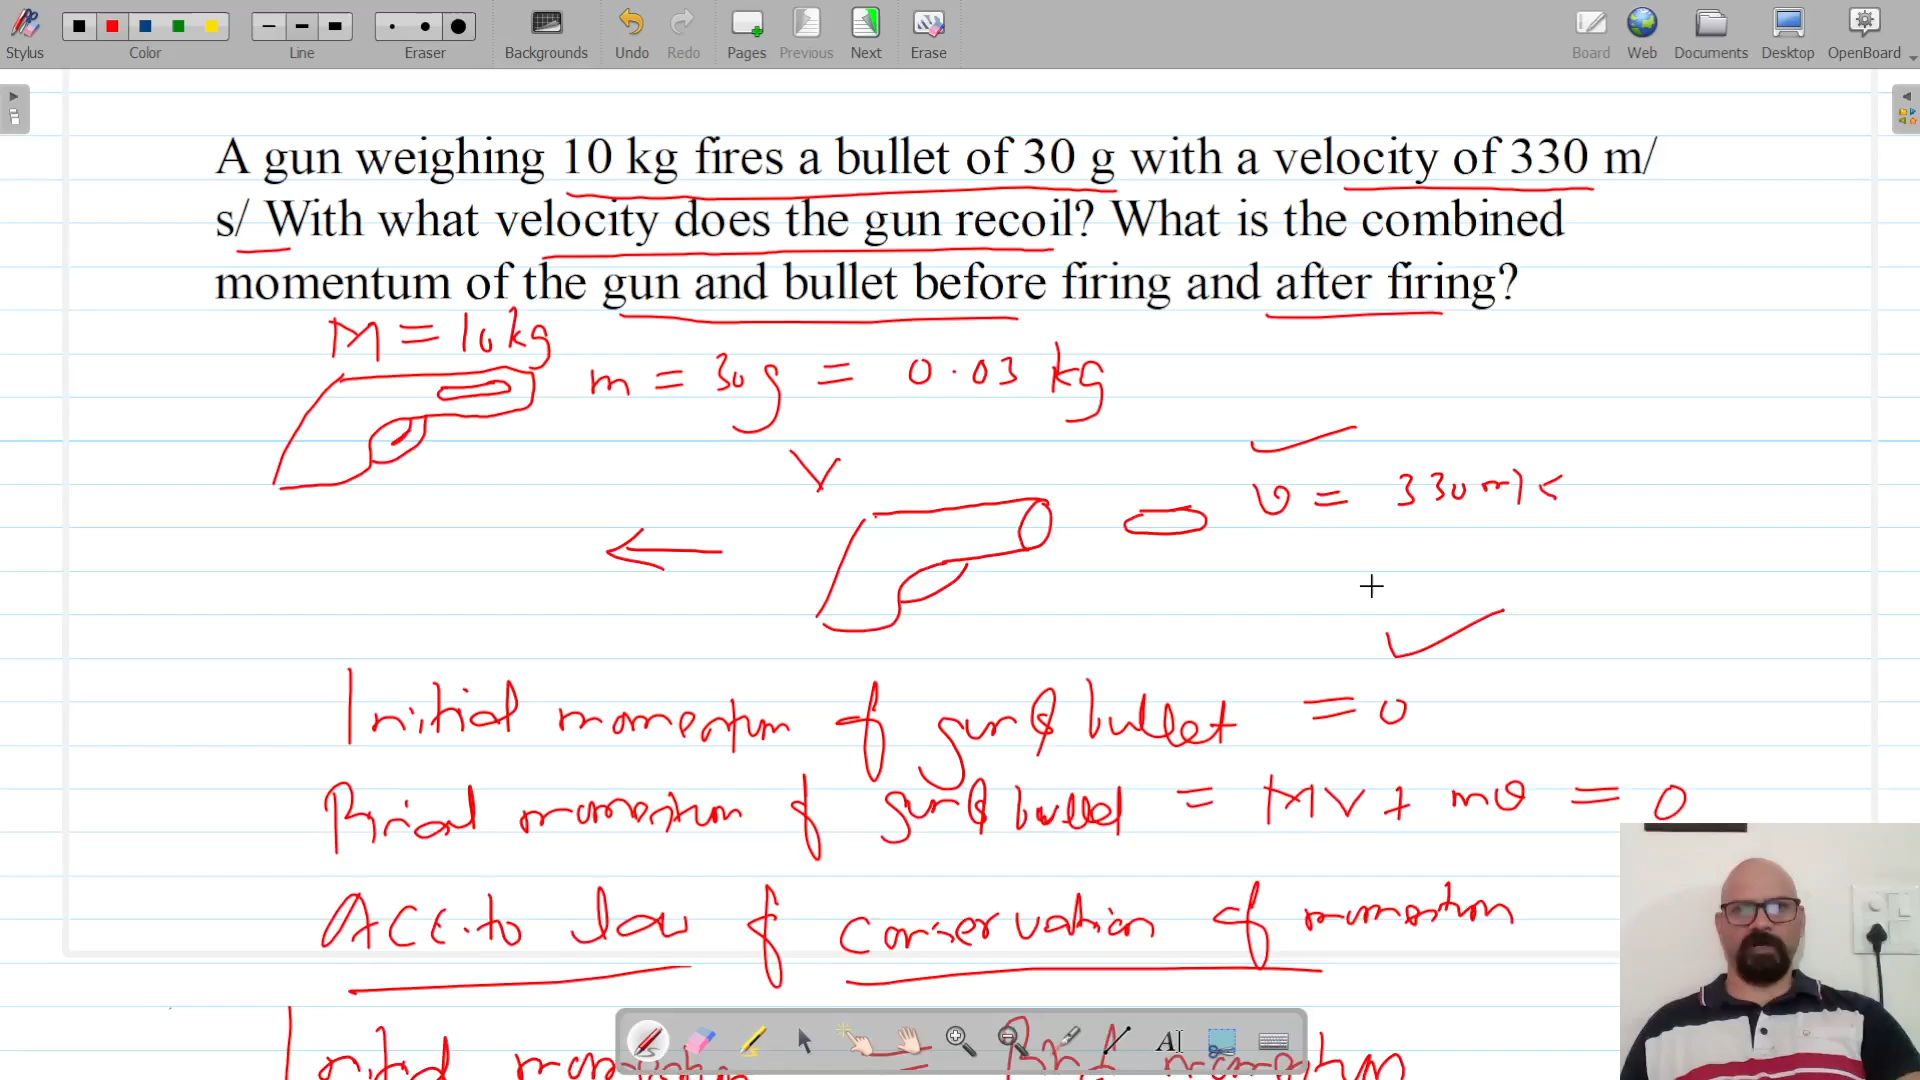 Stylus Color Line Eraser Backgrounds Undo Redo Pages Previous Next Erase Board Web Documents Desktop OpenBoard
A gun weighing 10 kg fires a bullet of 30 g with a velocity of 330 m/
s/ With what velocity does the gun recoil? What is the combined
momentum of the gun and bullet before firing and after firing?
M = 10 kg
m = 30 g = 0.03 kg
V
v = 330 m/s
Initial momentum of gun & bullet = 0
Final momentum of gun & bullet = MV + mv = 0
Acc. to law of conservation of momentum
Initial momentum = Final momentum